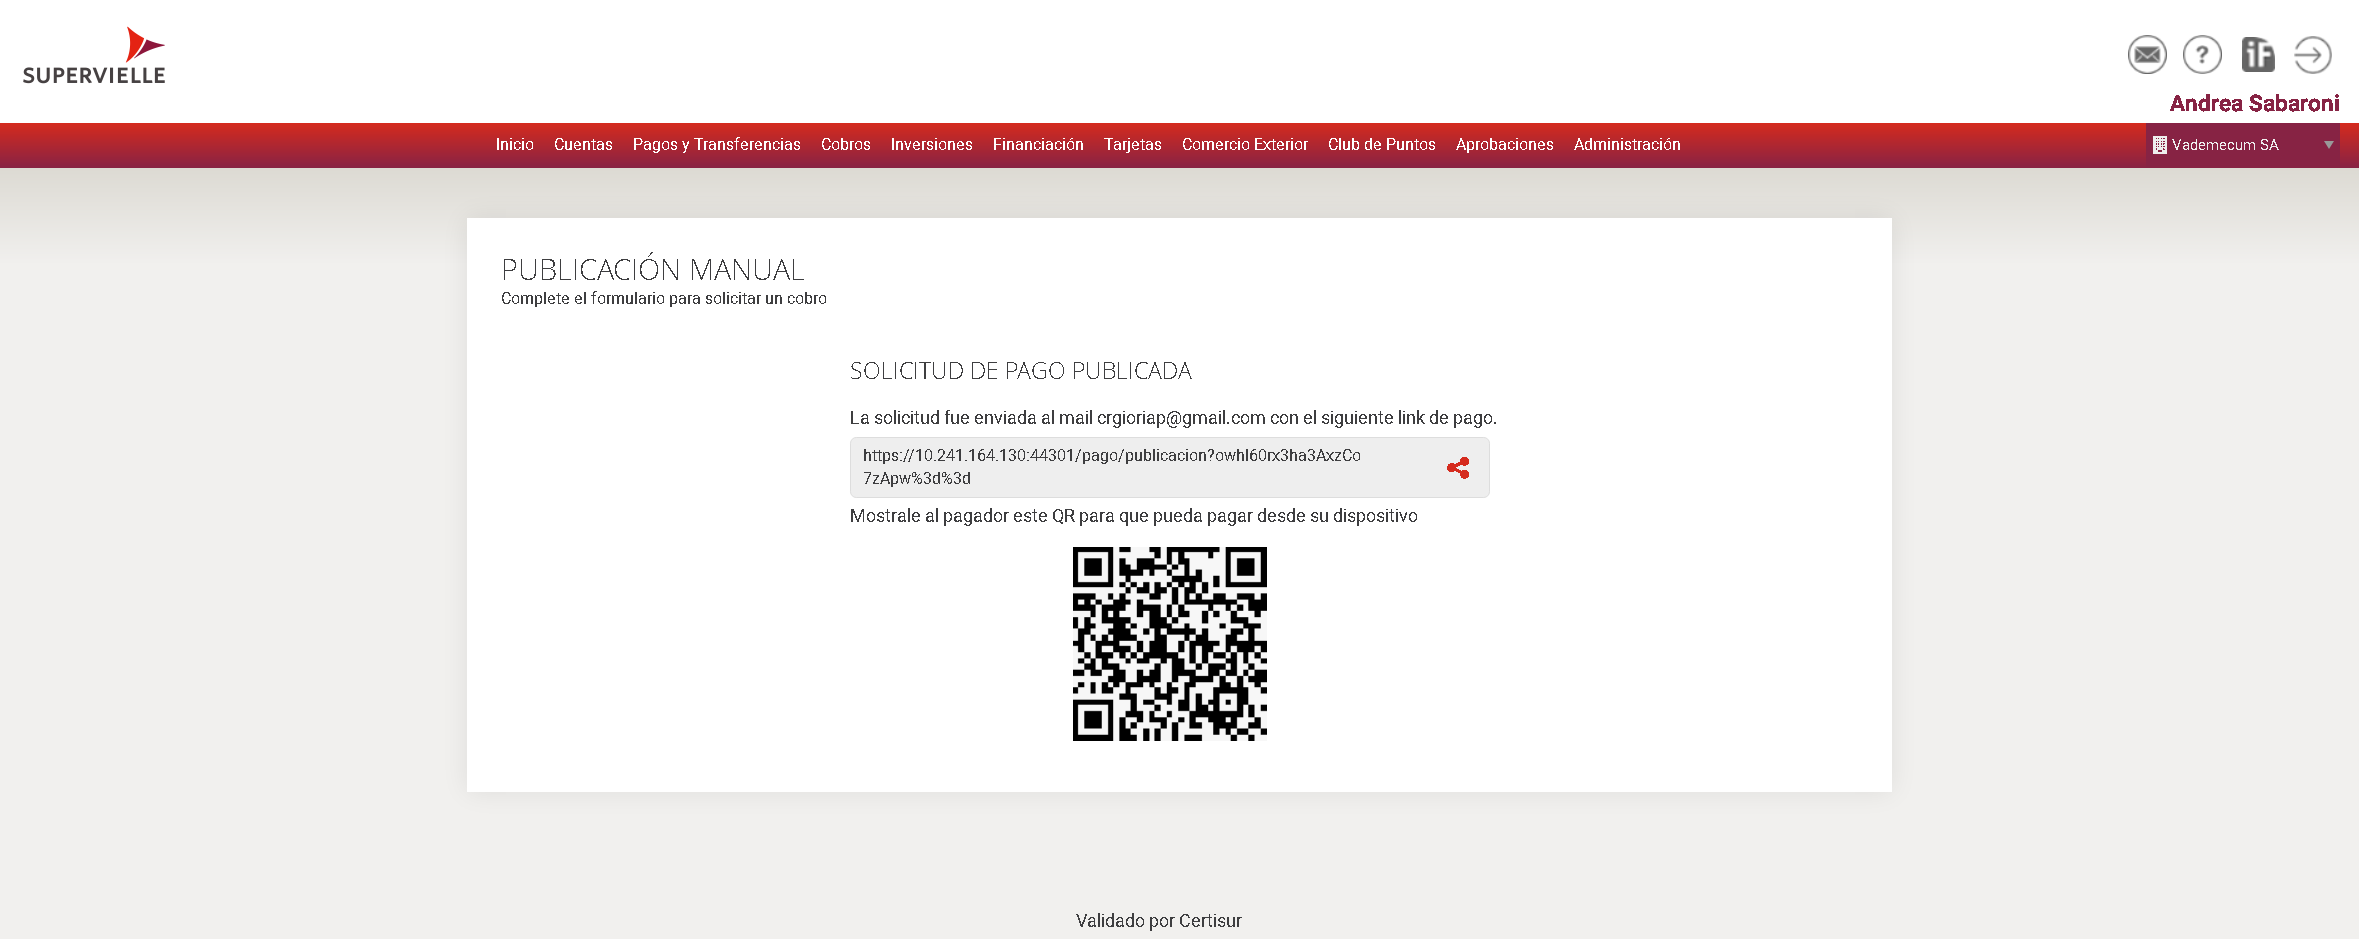 SUPERVIELLE
?
iF
Andrea Sabaroni
Inicio Cuentas Pagos y Transferencias Cobros Inversiones Financiación Tarjetas Comercio Exterior Club de Puntos Aprobaciones Administración Vademecum SA
PUBLICACIÓN MANUAL
Complete el formulario para solicitar un cobro
SOLICITUD DE PAGO PUBLICADA
La solicitud fue enviada al mail crgioriap@gmail.com con el siguiente link de pago.
https://10.241.164.130:44301/pago/publicacion?owhl60rx3ha3AxzCo
7zApw%3d%3d
Mostrale al pagador este QR para que pueda pagar desde su dispositivo
Validado por Certisur